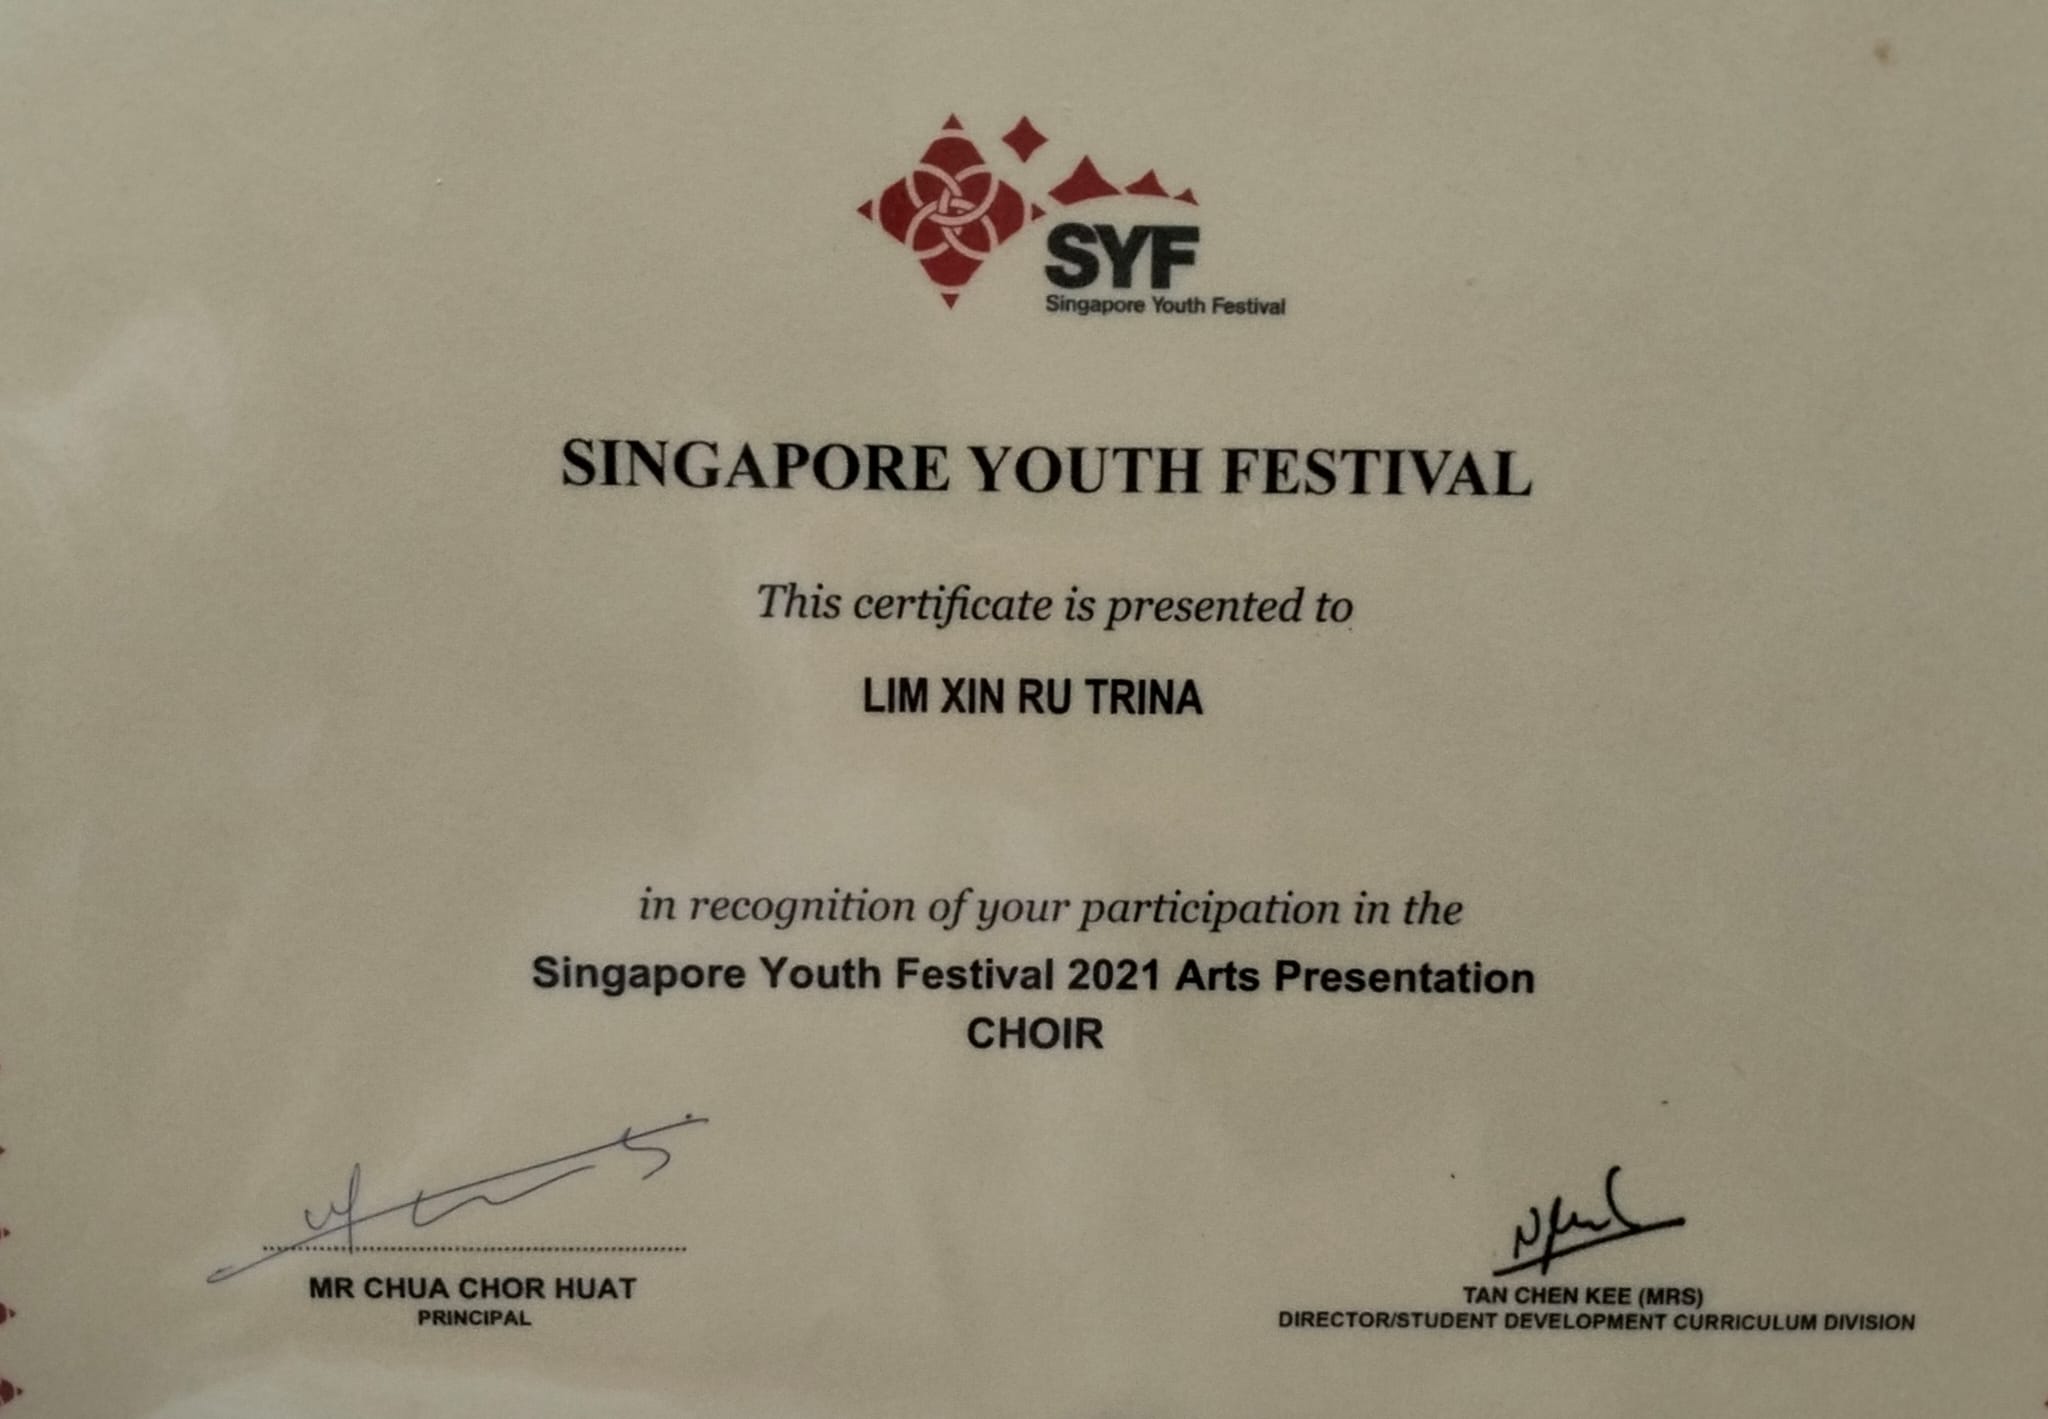 SYF
Singapore Youth Festival
SINGAPORE YOUTH FESTIVAL
This certificate is presented to
LIM XIN RU TRINA
in recognition of your participation in the
Singapore Youth Festival 2021 Arts Presentation
CHOIR
MR CHUA CHOR HUAT
PRINCIPAL
TAN CHEN KEE (MRS)
DIRECTOR/STUDENT DEVELOPMENT CURRICULUM DIVISION